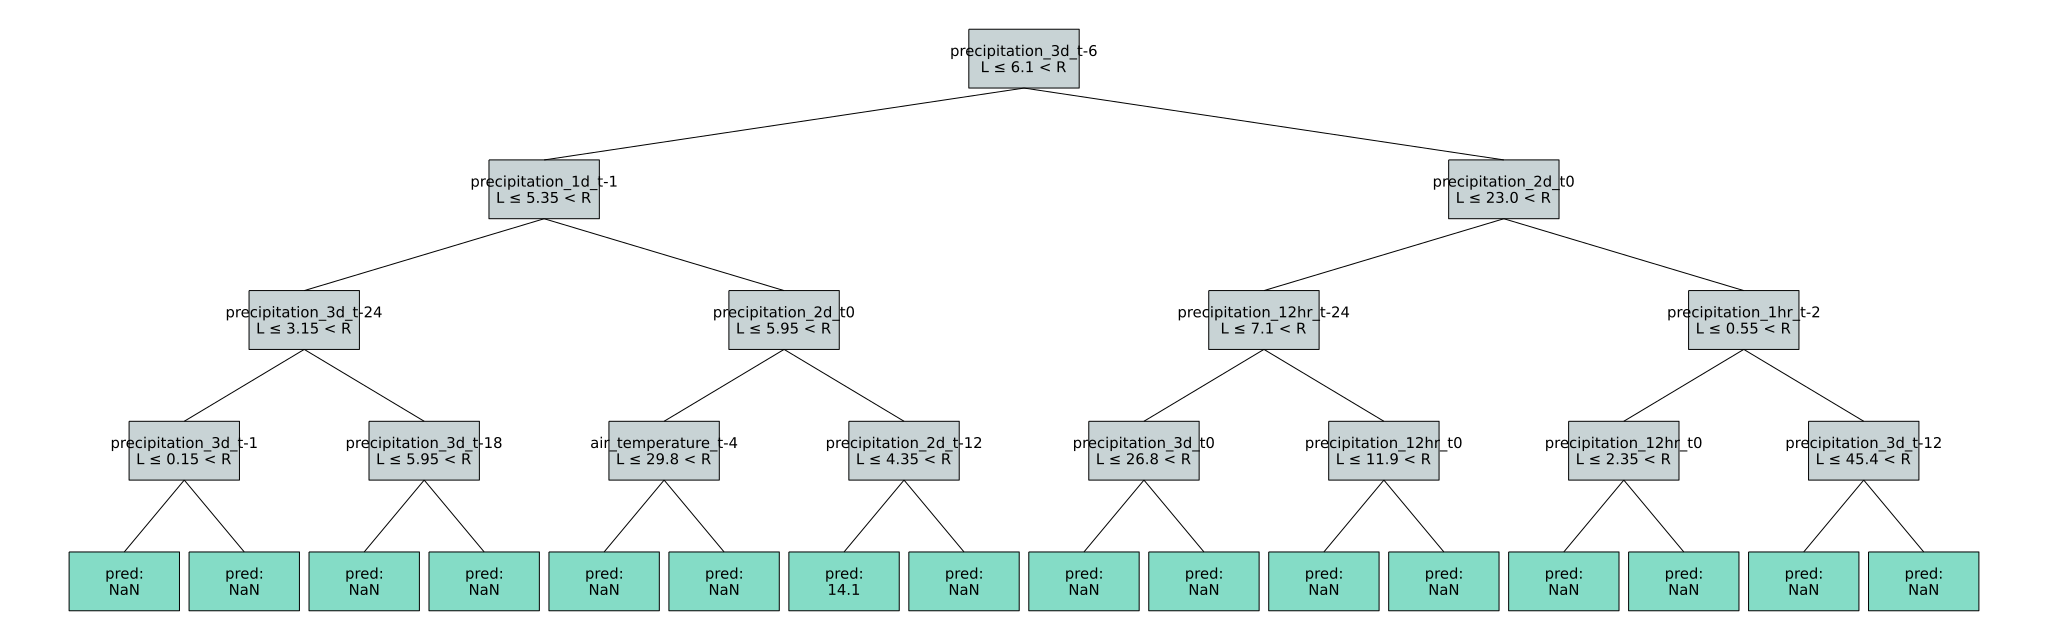 precipitation_3d_t-6
L ≤ 6.1 < R
precipitation_1d_t-1
L ≤ 5.35 < R
precipitation_2d_t0
L ≤ 23.0 < R
precipitation_3d_t-24
L ≤ 3.15 < R
precipitation_2d_t0
L ≤ 5.95 < R
precipitation_12hr_t-24
L ≤ 7.1 < R
precipitation_1hr_t-2
L ≤ 0.55 < R
precipitation_3d_t-1
L ≤ 0.15 < R
precipitation_3d_t-18
L ≤ 5.95 < R
air_temperature_t-4
L ≤ 29.8 < R
precipitation_2d_t-12
L ≤ 4.35 < R
precipitation_3d_t0
L ≤ 26.8 < R
precipitation_12hr_t0
L ≤ 11.9 < R
precipitation_12hr_t0
L ≤ 2.35 < R
precipitation_3d_t-12
L ≤ 45.4 < R
pred:
NaN
pred:
NaN
pred:
NaN
pred:
NaN
pred:
NaN
pred:
NaN
pred:
14.1
pred:
NaN
pred:
NaN
pred:
NaN
pred:
NaN
pred:
NaN
pred:
NaN
pred:
NaN
pred:
NaN
pred:
NaN